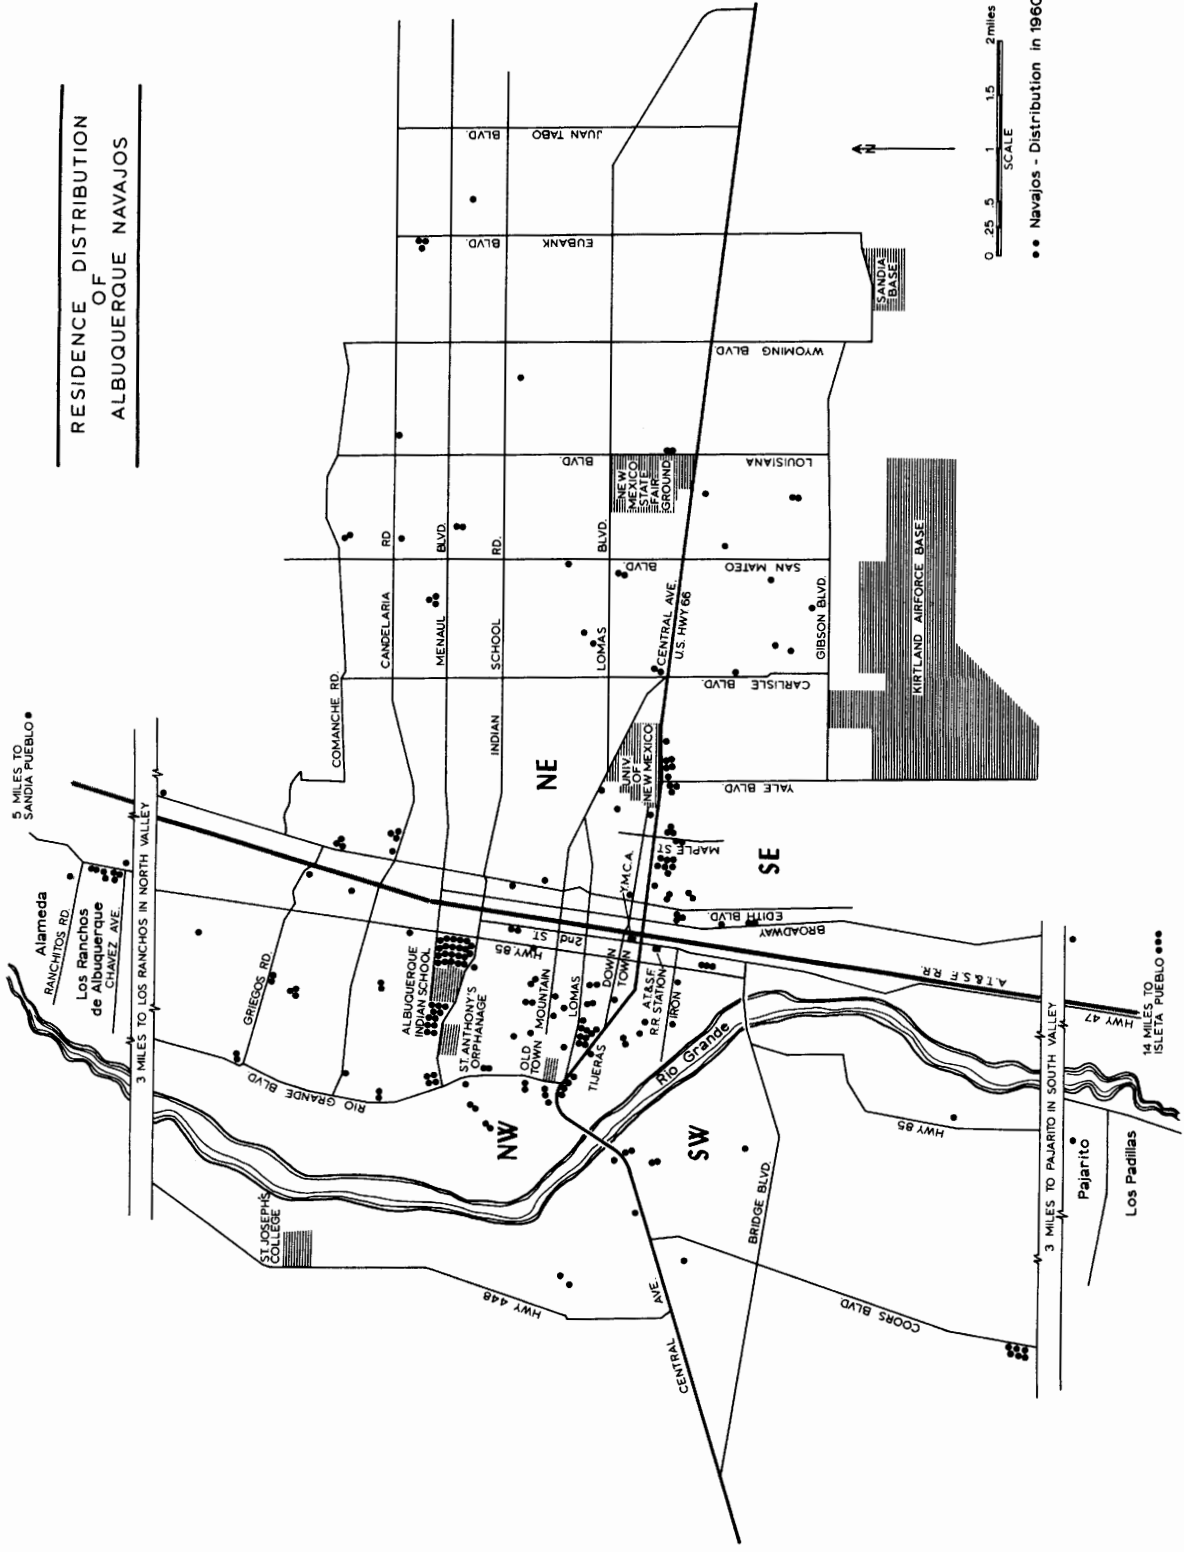 RESIDENCE DISTRIBUTION
OF
ALBUQUERQUE NAVAJOS
5 MILES TO
SANDIA PUEBLO
Alameda
RANCHITOS RD.
Los Ranchos
de Albuquerque
CHAVEZ AVE.
3 MILES TO LOS RANCHOS IN NORTH VALLEY
GRIEGOS RD.
RIO GRANDE BLVD
ST. JOSEPH'S
COLLEGE
HWY 448
COMANCHE RD.
CANDELARIA
RD
MENAUL
BLVD.
INDIAN
SCHOOL
RD.
LOMAS
BLVD.
CENTRAL AVE.
U.S. HWY 66
JUAN TABO
BLVD.
EUBANK
BLVD.
WYOMING BLVD.
LOUISIANA
BLVD.
SAN MATEO
BLVD.
CARLISLE BLVD.
YALE BLVD.
GIBSON BLVD.
NEW
MEXICO
STATE
FAIR
GROUND
SANDIA
BASE
KIRTLAND AIRFORCE BASE
UNIV.
OF
NEW MEXICO
MAPLE ST.
Y.M.C.A.
EDITH BLVD.
BROADWAY
NE
SE
NW
SW
ALBUQUERQUE
INDIAN SCHOOL
ST. ANTHONY'S
ORPHANAGE
HWY 85
2nd ST.
MOUNTAIN
OLD
TOWN
LOMAS
TIJERAS
DOWN
TOWN
A.T.&S.F.
R.R. STATION
IRON
Rio Grande
A.T.&S.F. R.R.
HWY 47
HWY 85
BRIDGE BLVD.
CENTRAL
AVE.
COORS BLVD
3 MILES TO PAJARITO IN SOUTH VALLEY
Pajarito
Los Padillas
14 MILES TO
ISLETA PUEBLO
N
0 .25 .5 1 1.5 2miles
SCALE
Navajos - Distribution in 1960